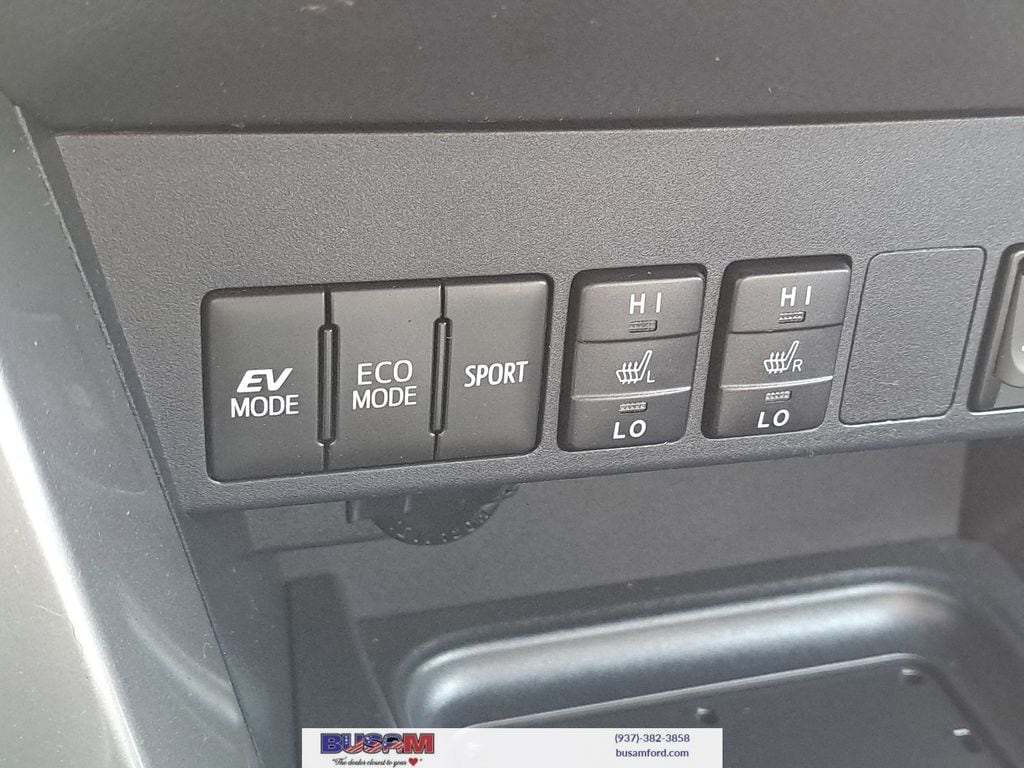 EV
MODE
ECO
MODE
SPORT
HI
L
LO
HI
R
LO
BUSAM
"The dealer closest to your ❤"
(937)-382-3858
busamford.com